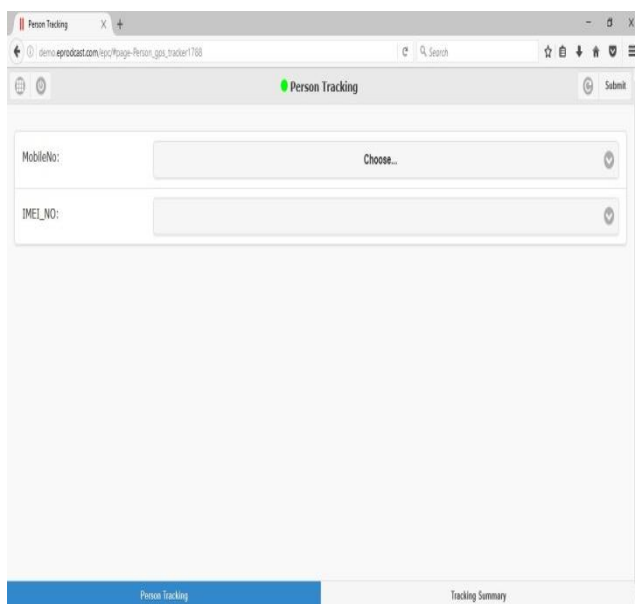 Person Tracking
demo.eprodcast.com/epc/#page-Person_gps_tracker1788
Search
Person Tracking
Submit
MobileNo:
Choose...
IMEI_NO:
Person Tracking
Tracking Summary